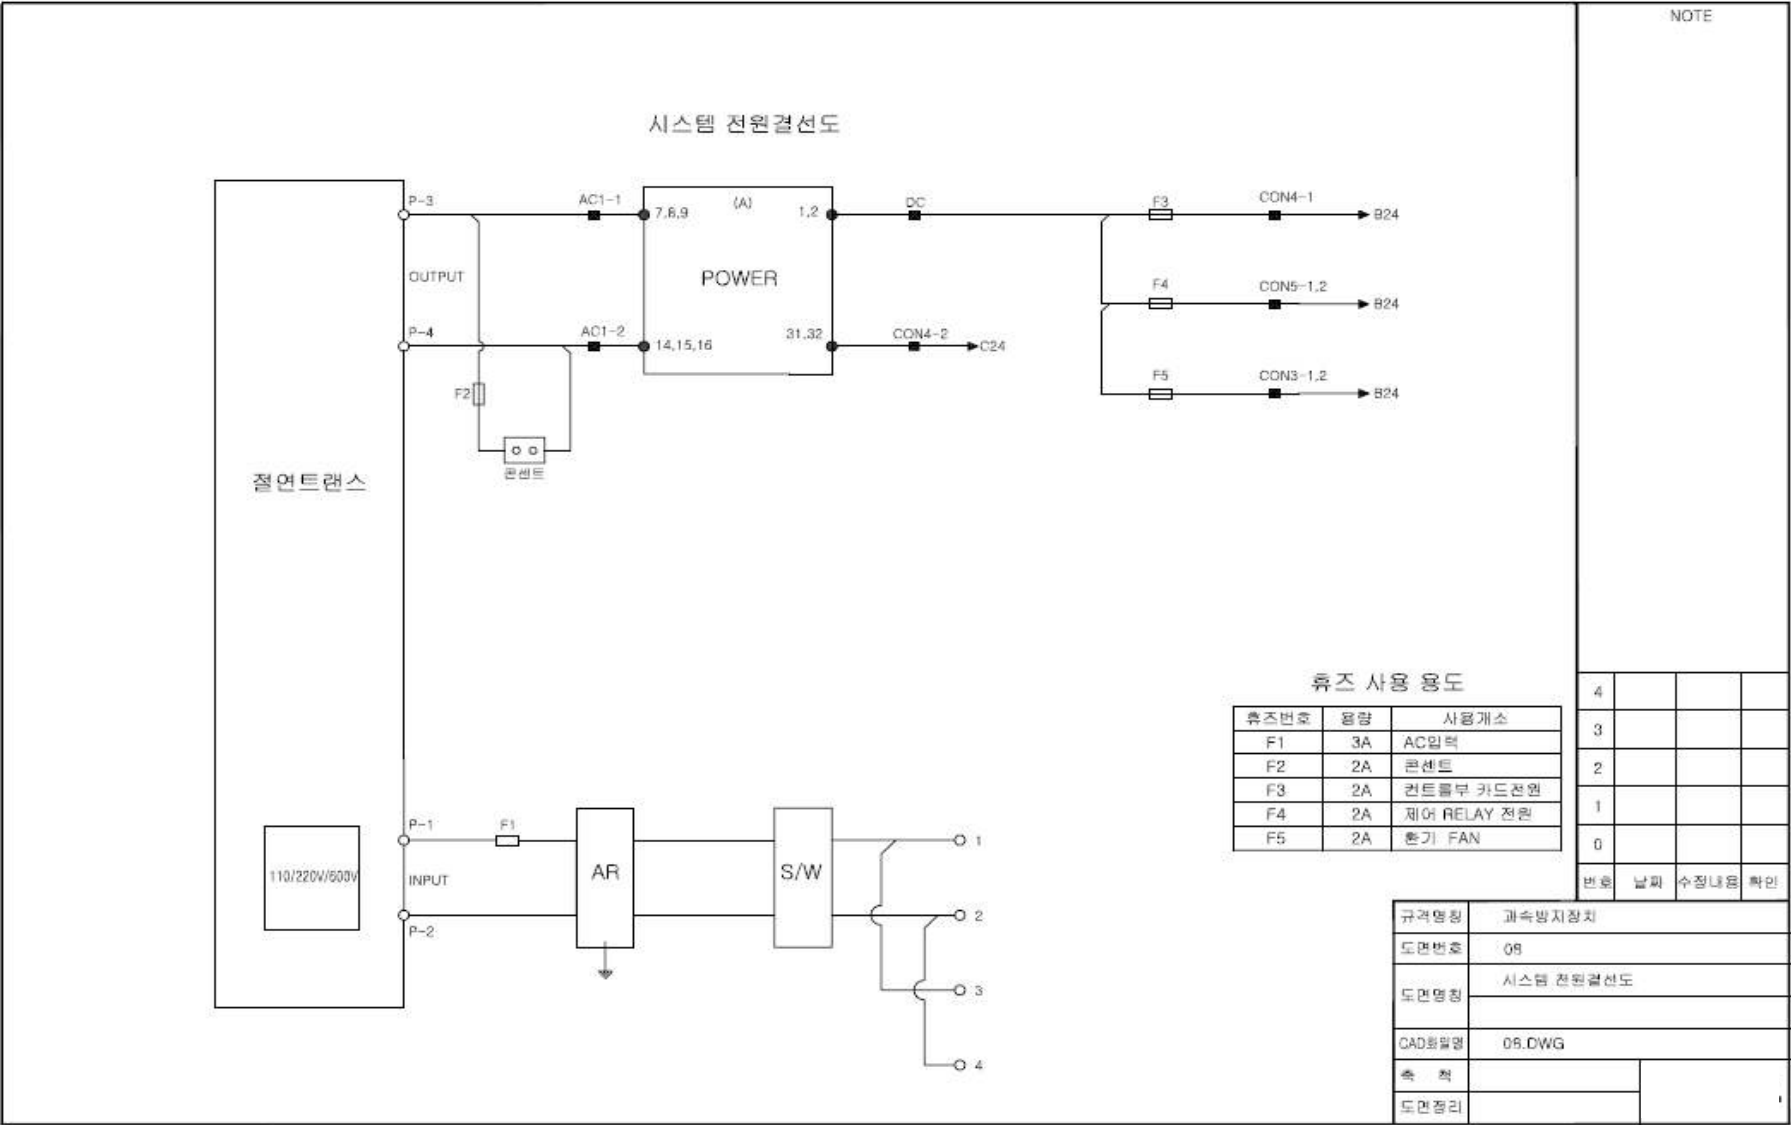 NOTE
시스템 전원결선도
P-3
AC1-1
7,8,9
(A)
1,2
DC
F3
CON4-1
B24
OUTPUT
POWER
F4
CON5-1,2
B24
P-4
AC1-2
14,15,16
31,32
CON4-2
C24
F5
CON3-1,2
B24
F2
콘센트
절연트랜스
휴즈 사용 용도
휴즈번호 용량 사용개소
F1 3A AC입력
F2 2A 콘센트
F3 2A 컨트롤부 카드전원
F4 2A 제어 RELAY 전원
F5 2A 환기 FAN
4
3
2
1
0
번호 날짜 수정내용 확인
P-1
F1
110/220V/600V
INPUT
P-2
AR
S/W
1
2
3
4
규격명칭 과속방지장치
도면번호 08
도면명칭 시스템 전원결선도
CAD화일명 08.DWG
축 척
도면정리